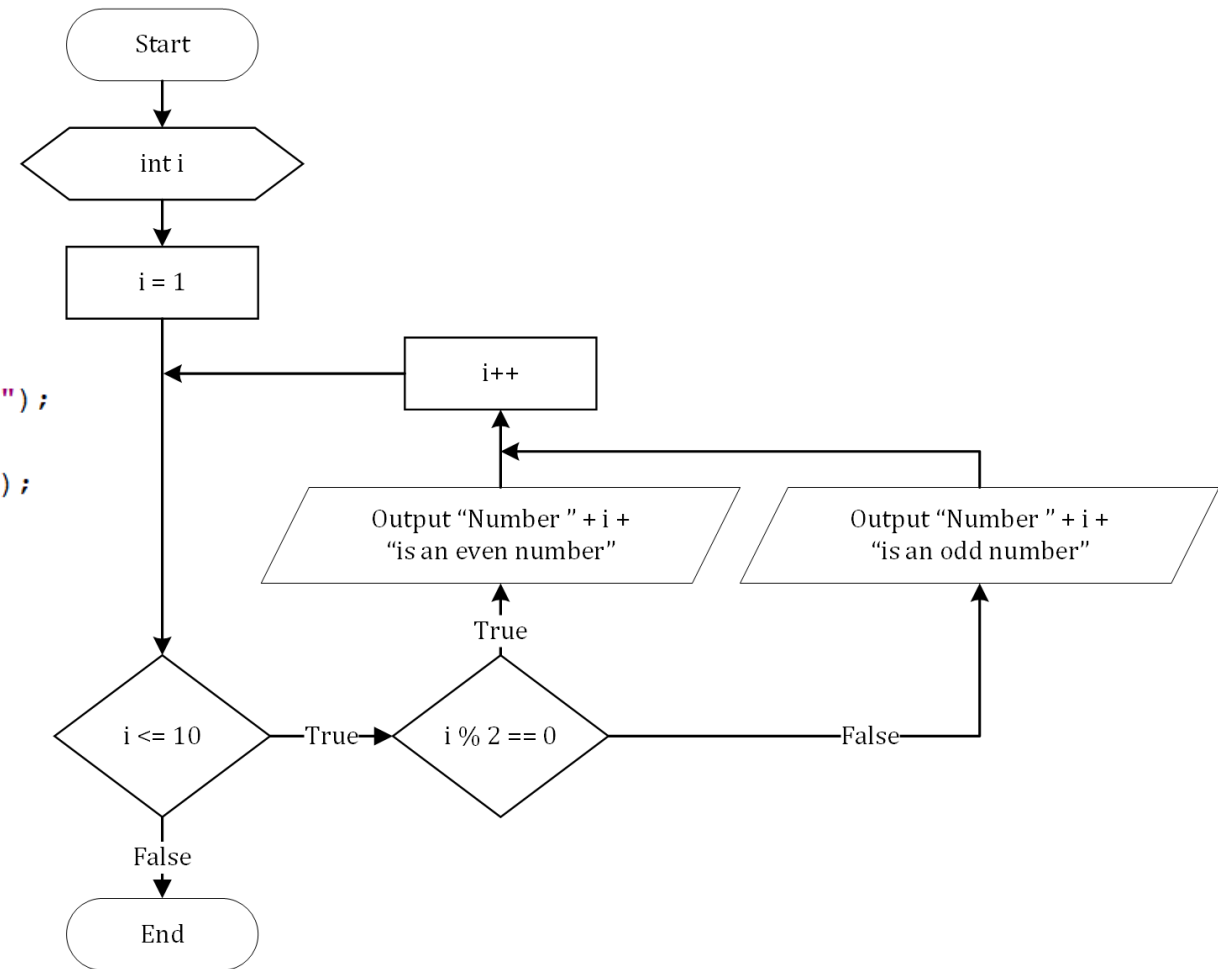 Start
int i
i = 1
i++
");
);
Output “Number ” + i +
“is an even number”
Output “Number ” + i +
“is an odd number”
True
i <= 10
True
i % 2 == 0
False
False
End